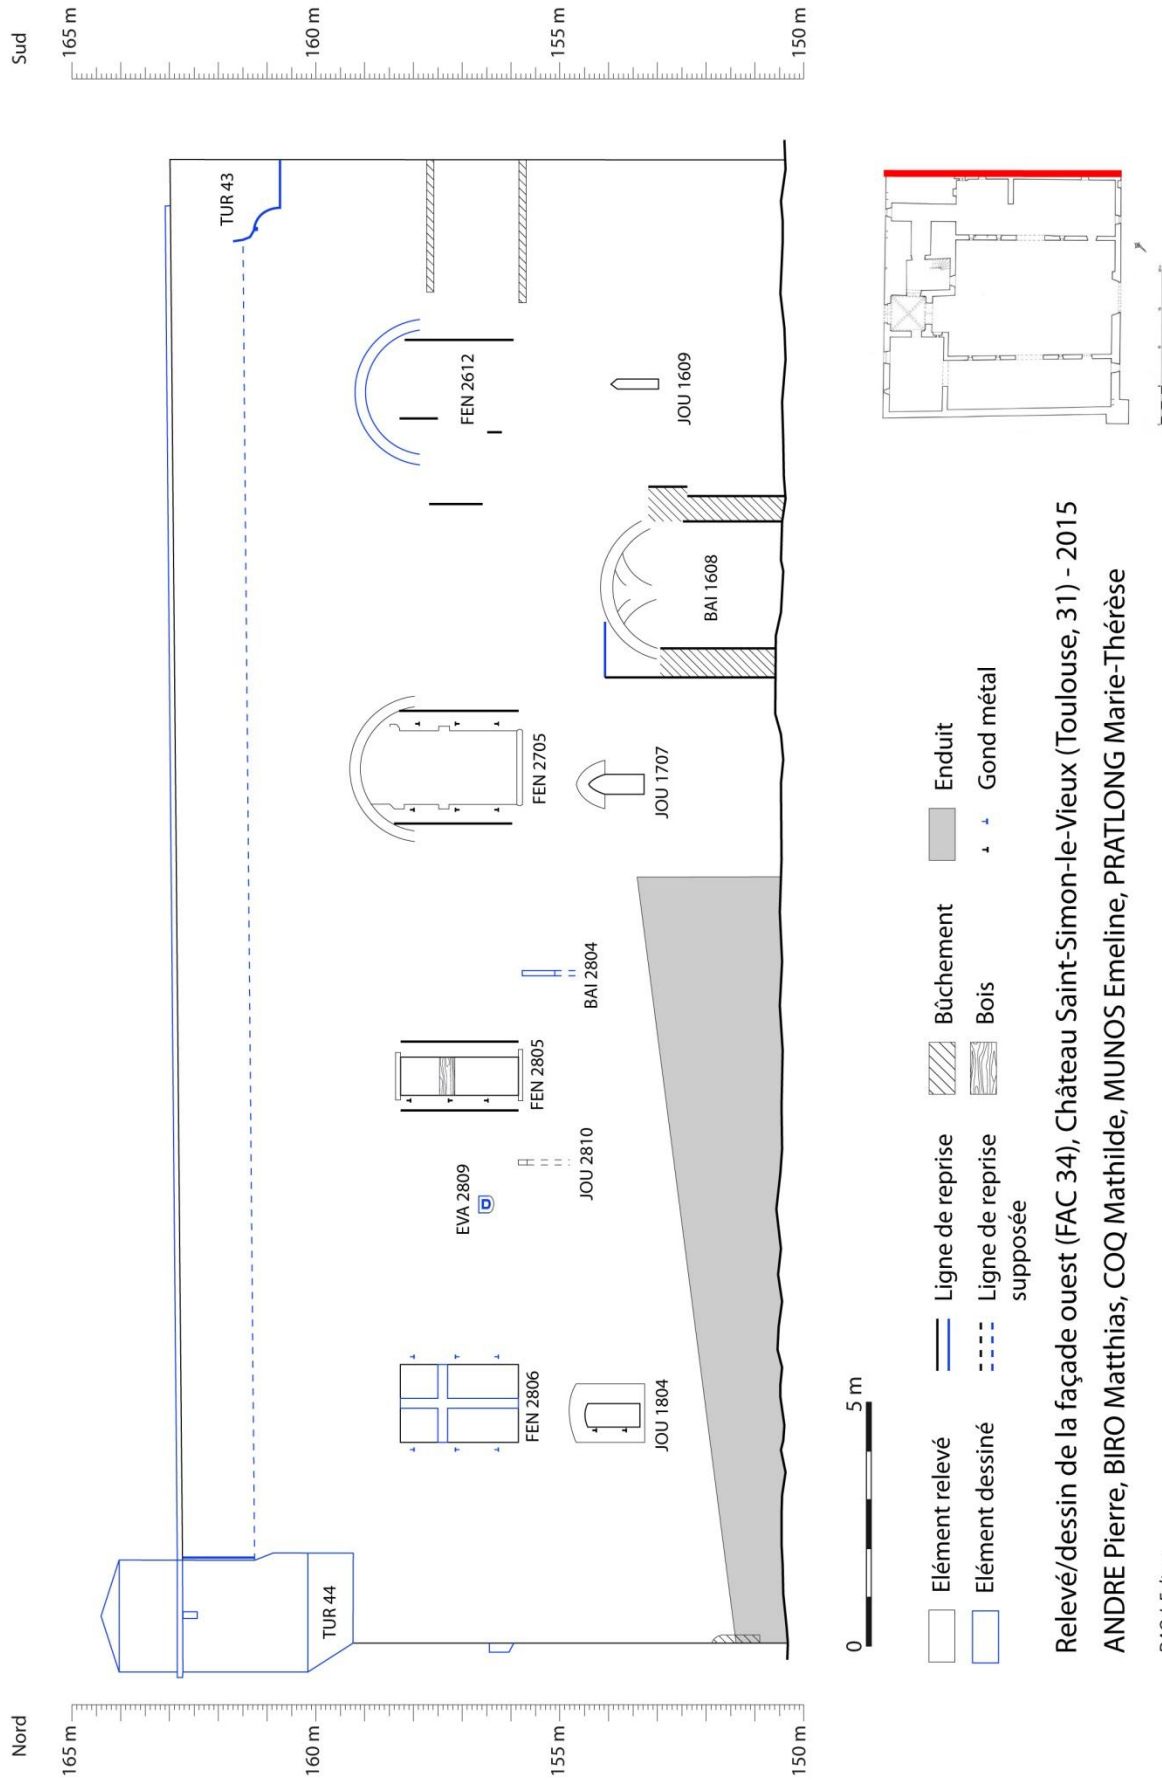 Nord
Sud
165 m
160 m
155 m
150 m
165 m
160 m
155 m
150 m
TUR 44
TUR 43
FEN 2806
EVA 2809
JOU 2810
FEN 2805
BAI 2804
FEN 2705
FEN 2612
JOU 1804
JOU 1707
BAI 1608
JOU 1609
0
5 m
Elément relevé
Ligne de reprise
Bûchement
Enduit
Elément dessiné
Ligne de reprise
supposée
Bois
Gond métal
Relevé/dessin de la façade ouest (FAC 34), Château Saint-Simon-le-Vieux (Toulouse, 31) - 2015
ANDRE Pierre, BIRO Matthias, COQ Mathilde, MUNOS Emeline, PRATLONG Marie-Thérèse